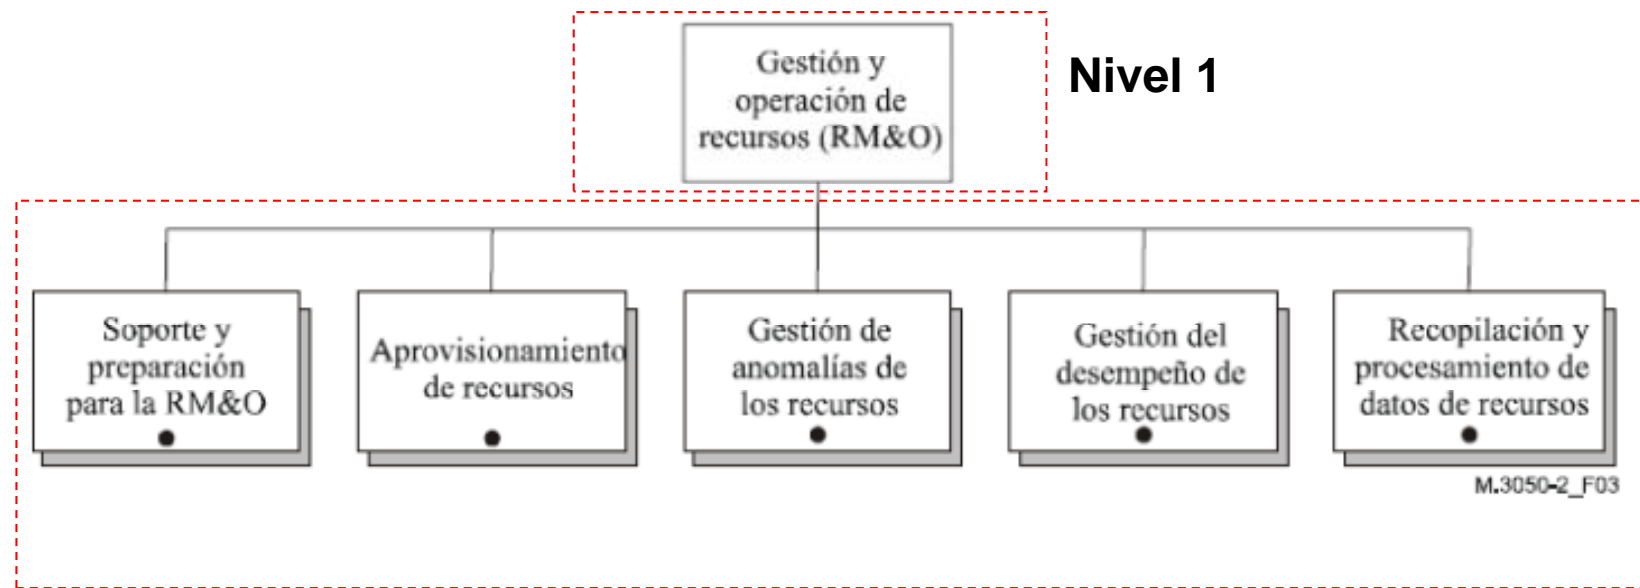 Gestión y
operación de
recursos (RM&O)
Nivel 1
Soporte y
preparación
para la RM&O
Aprovisionamiento
de recursos
Gestión de
anomalías de
los recursos
Gestión del
desempeño de
los recursos
Recopilación y
procesamiento de
datos de recursos
M.3050-2_F03